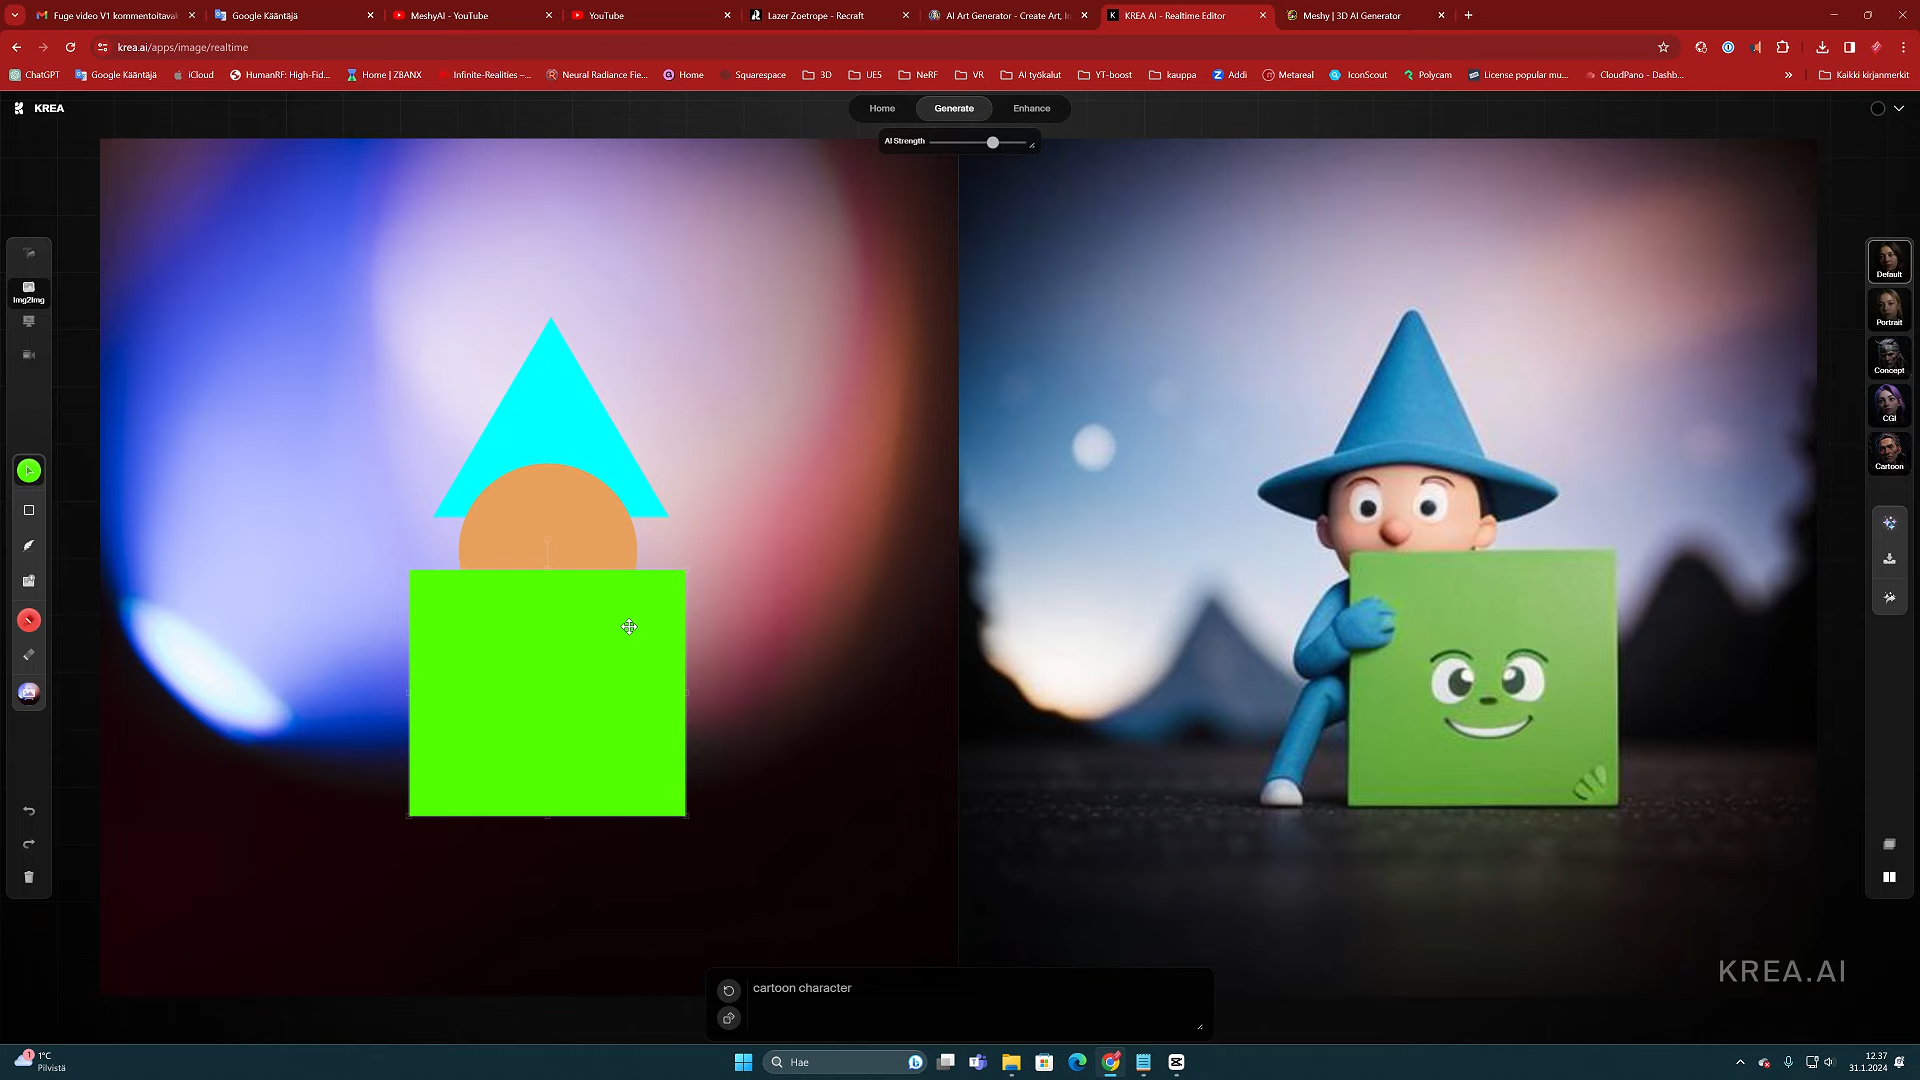 Fuge video V1 kommentoitaval
Google Kääntäjä
MeshyAI - YouTube
YouTube
Lazer Zoetrope - Recraft
AI Art Generator - Create Art, In
KREA AI - Realtime Editor
Meshy | 3D AI Generator
krea.ai/apps/image/realtime
ChatGPT
Google Kääntäjä
iCloud
HumanRF: High-Fid...
Home | ZBANX
Infinite-Realities –...
Neural Radiance Fie...
Home
Squarespace
3D
UE5
NeRF
VR
AI työkalut
YT-boost
kauppa
Addi
Metareal
IconScout
Polycam
License popular mu...
CloudPano - Dashb...
Kaikki kirjanmerkit
KREA
Home
Generate
Enhance
AI Strength
Img2Img
Default
Portrait
Concept
CGI
Cartoon
KREA.AI
cartoon character
1
1°C
Pilvistä
Hae
12.37
31.1.2024